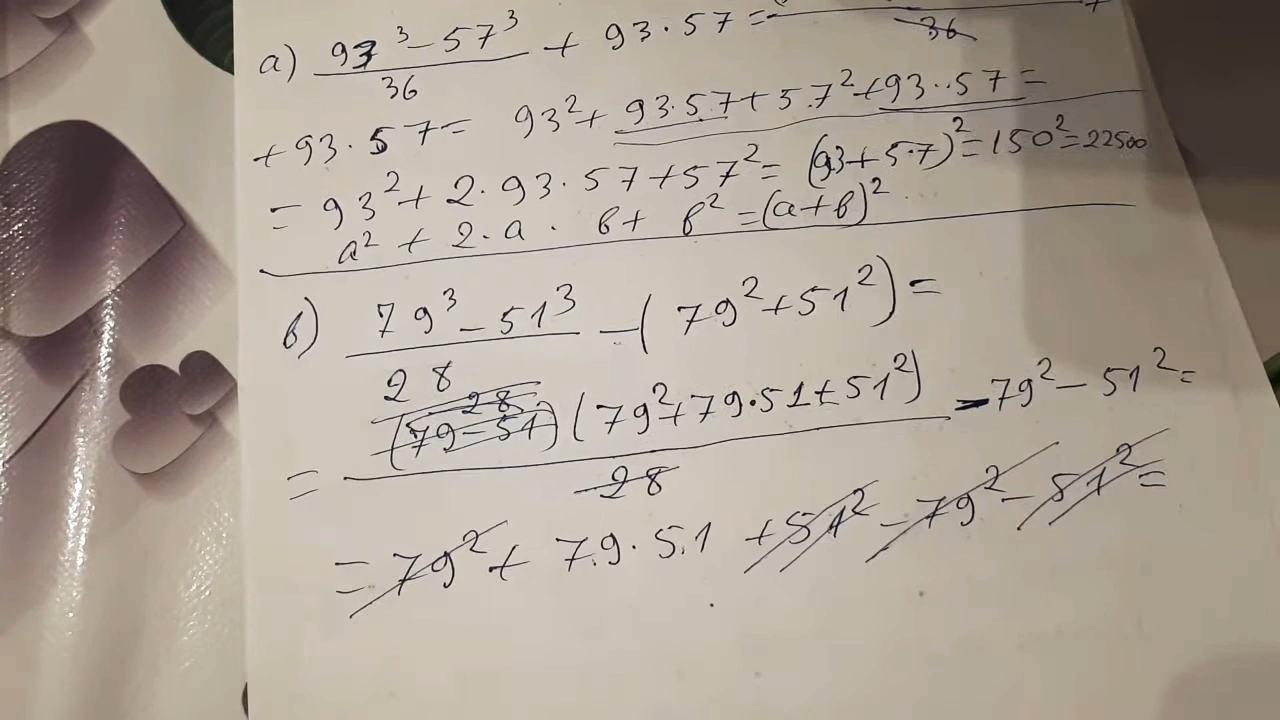 а) (93³ – 57³)/36 + 93·57 = /36
+ 93·57 = 93² + 93·57 + 57² + 93·57 =
= 93² + 2·93·57 + 57² = (93+57)² = 150² = 22500
a² + 2·a·b + b² = (a+b)²
в) (79³ – 51³)/28 – (79² + 51²) =
= (79–51) 28 (79² + 79·51 + 51²)/28 – 79² – 51² =
= 79² + 79·51 + 51² – 79² – 51² =